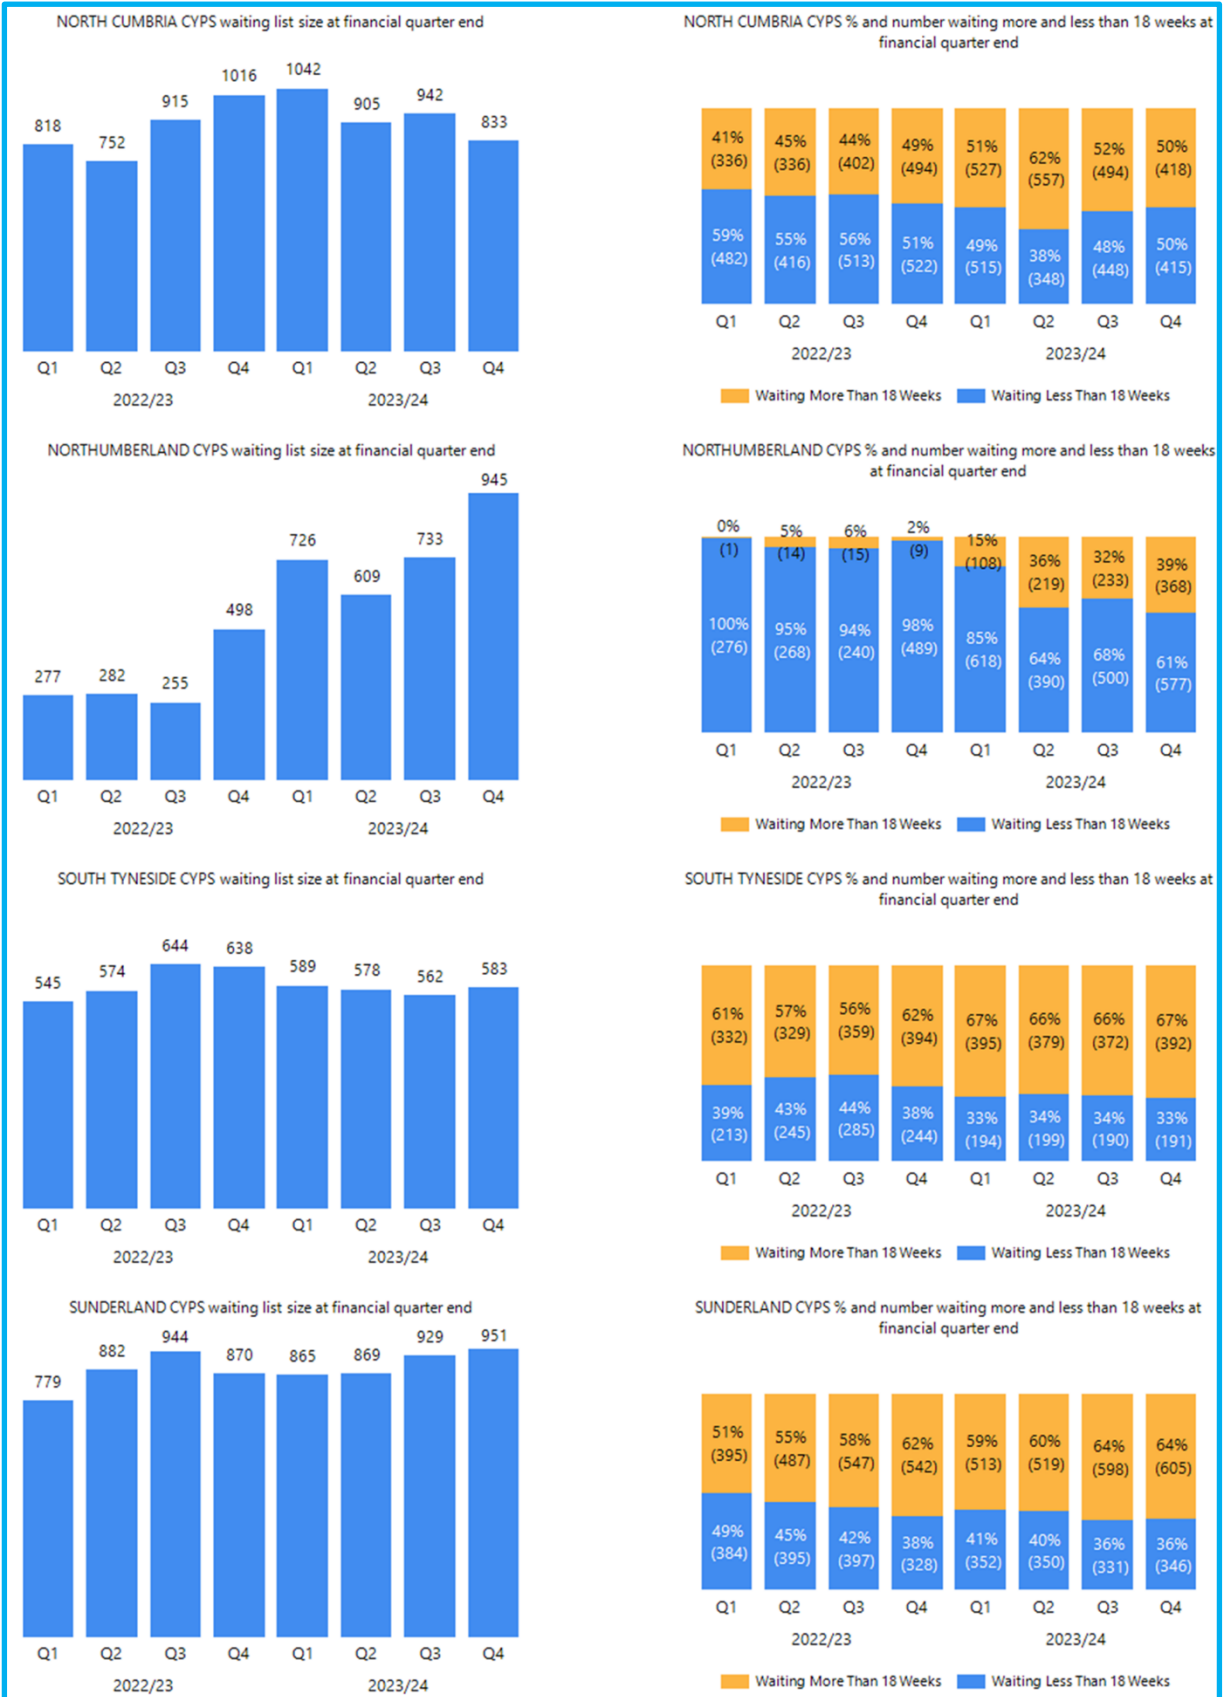 NORTH CUMBRIA CYPS waiting list size at financial quarter end
818 752 915 1016 1042 905 942 833
Q1 Q2 Q3 Q4 Q1 Q2 Q3 Q4
2022/23 2023/24
NORTH CUMBRIA CYPS % and number waiting more and less than 18 weeks at
financial quarter end
41% 45% 44% 49% 51% 62% 52% 50%
(336) (336) (402) (494) (527) (557) (494) (418)
59% 55% 56% 51% 49% 38% 48% 50%
(482) (416) (513) (522) (515) (348) (448) (415)
Q1 Q2 Q3 Q4 Q1 Q2 Q3 Q4
2022/23 2023/24
Waiting More Than 18 Weeks Waiting Less Than 18 Weeks
NORTHUMBERLAND CYPS waiting list size at financial quarter end
277 282 255 498 726 609 733 945
Q1 Q2 Q3 Q4 Q1 Q2 Q3 Q4
2022/23 2023/24
NORTHUMBERLAND CYPS % and number waiting more and less than 18 weeks
at financial quarter end
0% 5% 6% 2% 15% 36% 32% 39%
(1) (14) (15) (9) (108) (219) (233) (368)
100% 95% 94% 98% 85% 64% 68% 61%
(276) (268) (240) (489) (618) (390) (500) (577)
Q1 Q2 Q3 Q4 Q1 Q2 Q3 Q4
2022/23 2023/24
Waiting More Than 18 Weeks Waiting Less Than 18 Weeks
SOUTH TYNESIDE CYPS waiting list size at financial quarter end
545 574 644 638 589 578 562 583
Q1 Q2 Q3 Q4 Q1 Q2 Q3 Q4
2022/23 2023/24
SOUTH TYNESIDE CYPS % and number waiting more and less than 18 weeks at
financial quarter end
61% 57% 56% 62% 67% 66% 66% 67%
(332) (329) (359) (394) (395) (379) (372) (392)
39% 43% 44% 38% 33% 34% 34% 33%
(213) (245) (285) (244) (194) (199) (190) (191)
Q1 Q2 Q3 Q4 Q1 Q2 Q3 Q4
2022/23 2023/24
Waiting More Than 18 Weeks Waiting Less Than 18 Weeks
SUNDERLAND CYPS waiting list size at financial quarter end
779 882 944 870 865 869 929 951
Q1 Q2 Q3 Q4 Q1 Q2 Q3 Q4
2022/23 2023/24
SUNDERLAND CYPS % and number waiting more and less than 18 weeks at
financial quarter end
51% 55% 58% 62% 59% 60% 64% 64%
(395) (487) (547) (542) (513) (519) (598) (605)
49% 45% 42% 38% 41% 40% 36% 36%
(384) (395) (397) (328) (352) (350) (331) (346)
Q1 Q2 Q3 Q4 Q1 Q2 Q3 Q4
2022/23 2023/24
Waiting More Than 18 Weeks Waiting Less Than 18 Weeks